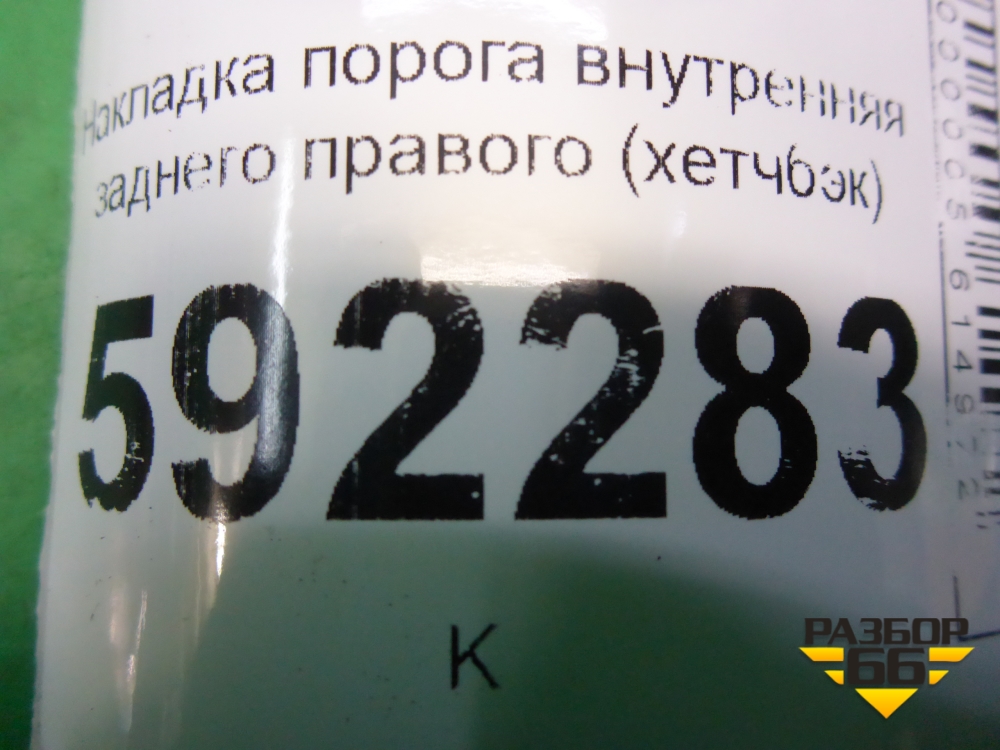 Накладка порога внутренняя
заднего правого (хетчбэк)
592283
К
РАЗБОР
66